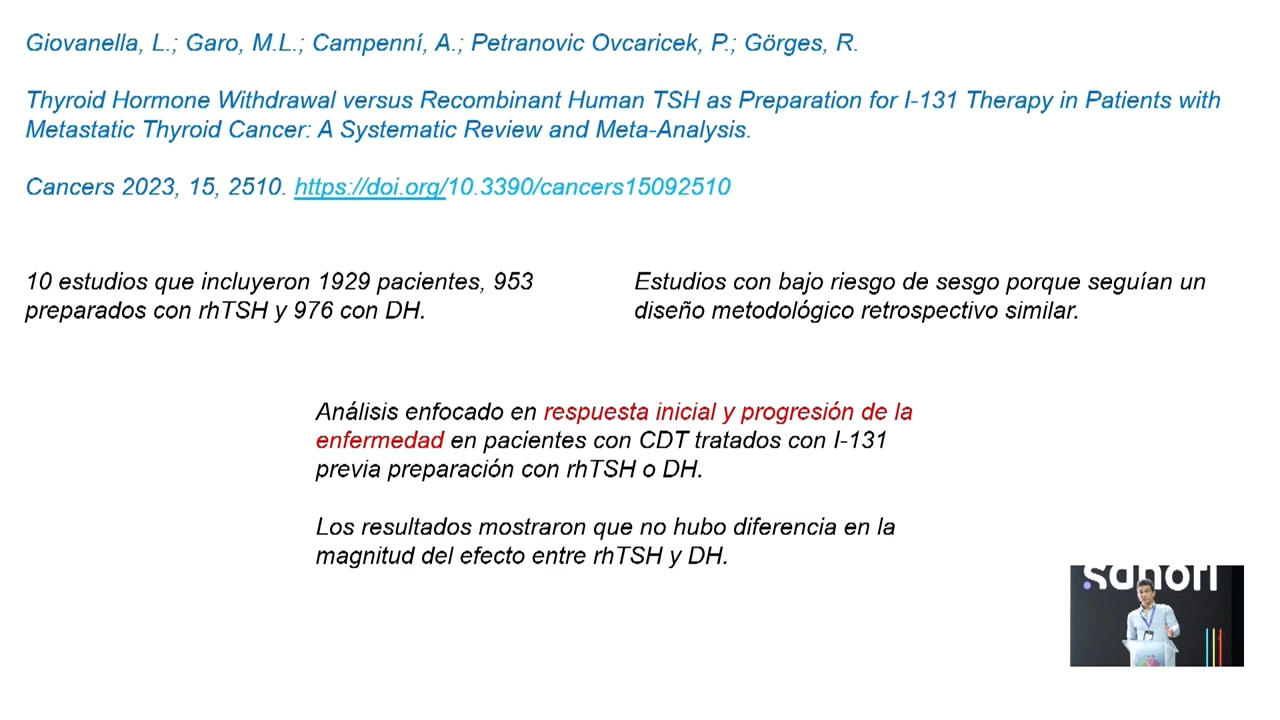 Giovanella, L.; Garo, M.L.; Campenní, A.; Petranovic Ovcaricek, P.; Görges, R.
Thyroid Hormone Withdrawal versus Recombinant Human TSH as Preparation for I-131 Therapy in Patients with
Metastatic Thyroid Cancer: A Systematic Review and Meta-Analysis.
Cancers 2023, 15, 2510. https://doi.org/10.3390/cancers15092510
10 estudios que incluyeron 1929 pacientes, 953
preparados con rhTSH y 976 con DH.
Estudios con bajo riesgo de sesgo porque seguían un
diseño metodológico retrospectivo similar.
Análisis enfocado en respuesta inicial y progresión de la
enfermedad en pacientes con CDT tratados con I-131
previa preparación con rhTSH o DH.
Los resultados mostraron que no hubo diferencia en la
magnitud del efecto entre rhTSH y DH.
sanofi